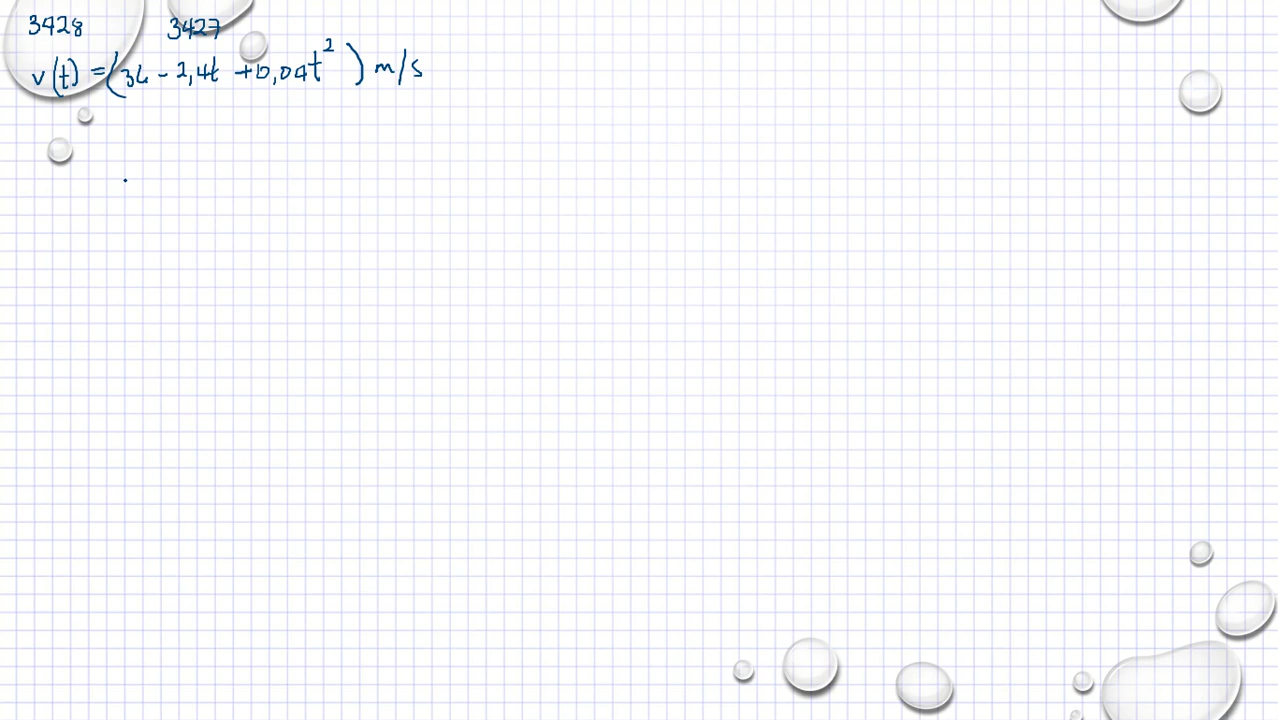 3428 3427
v(t) = (36 - 2,4t + 0,04t²) m/s